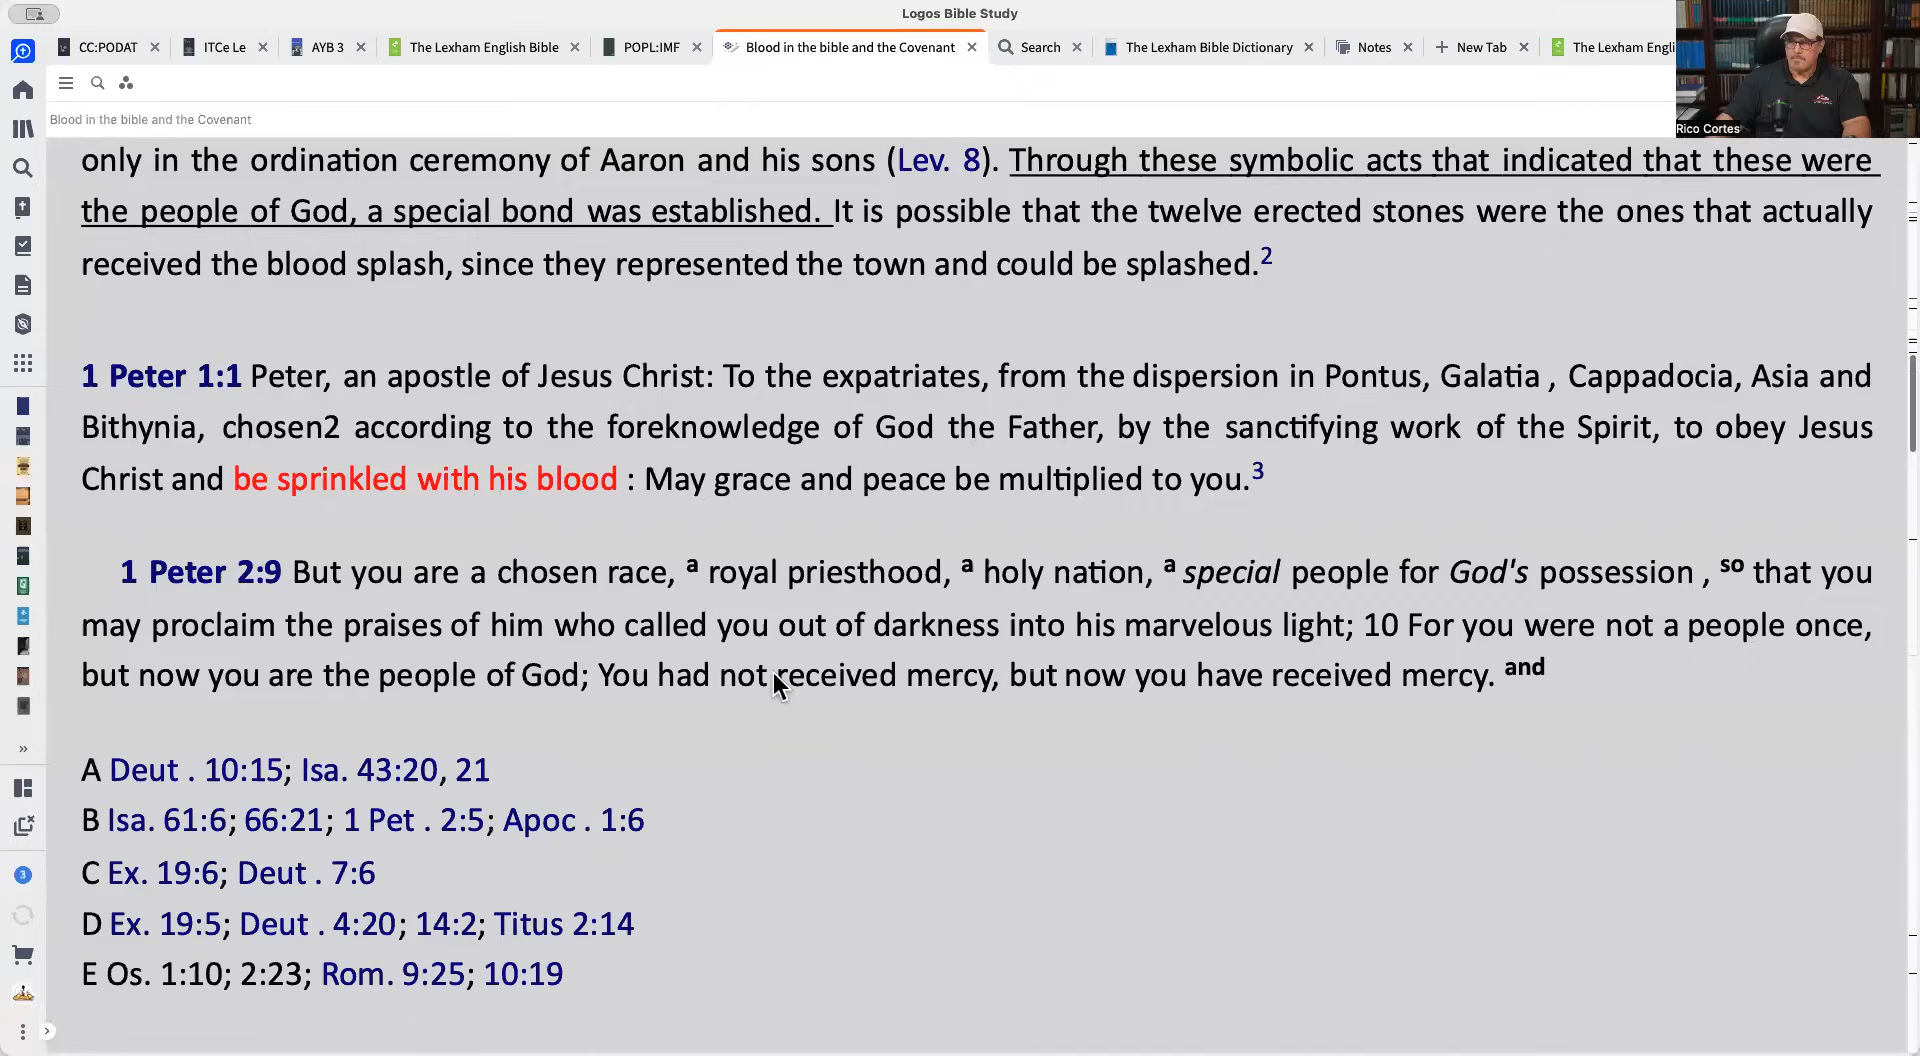 Logos Bible Study
CC:PODAT
ITCe Le
AYB 3
The Lexham English Bible
POPL:IMF
Blood in the bible and the Covenant
Search
The Lexham Bible Dictionary
Notes
New Tab
The Lexham Engli
Rico Cortes
Blood in the bible and the Covenant
only in the ordination ceremony of Aaron and his sons (Lev. 8). Through these symbolic acts that indicated that these were
the people of God, a special bond was established. It is possible that the twelve erected stones were the ones that actually
received the blood splash, since they represented the town and could be splashed.2
1 Peter 1:1 Peter, an apostle of Jesus Christ: To the expatriates, from the dispersion in Pontus, Galatia , Cappadocia, Asia and
Bithynia, chosen2 according to the foreknowledge of God the Father, by the sanctifying work of the Spirit, to obey Jesus
Christ and be sprinkled with his blood : May grace and peace be multiplied to you.3
1 Peter 2:9 But you are a chosen race, a royal priesthood, a holy nation, a special people for God's possession , so that you
may proclaim the praises of him who called you out of darkness into his marvelous light; 10 For you were not a people once,
but now you are the people of God; You had not received mercy, but now you have received mercy. and
A Deut . 10:15; Isa. 43:20, 21
B Isa. 61:6; 66:21; 1 Pet . 2:5; Apoc . 1:6
C Ex. 19:6; Deut . 7:6
D Ex. 19:5; Deut . 4:20; 14:2; Titus 2:14
E Os. 1:10; 2:23; Rom. 9:25; 10:19
3